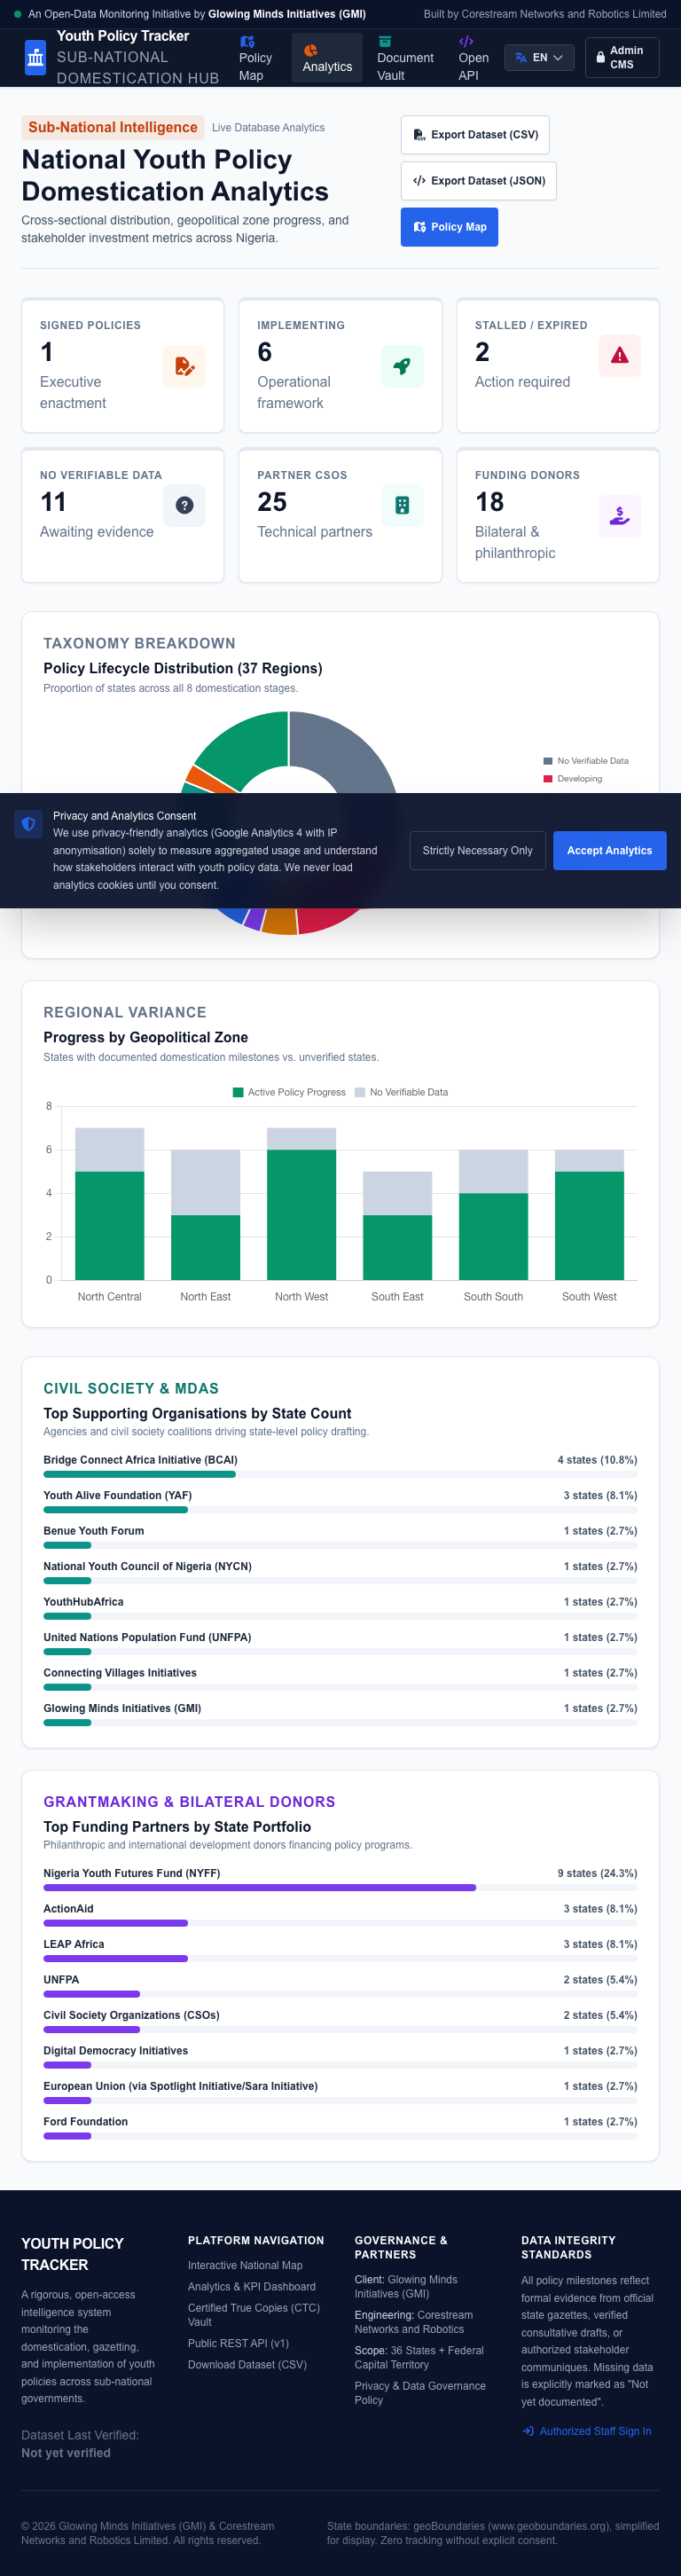 An Open-Data Monitoring Initiative by Glowing Minds Initiatives (GMI)
Built by Corestream Networks and Robotics Limited
Youth Policy Tracker
SUB-NATIONAL
DOMESTICATION HUB
Policy
Map
Analytics
Document
Vault
Open
API
EN
Admin
CMS
Sub-National Intelligence
Live Database Analytics
National Youth Policy
Domestication Analytics
Cross-sectional distribution, geopolitical zone progress, and
stakeholder investment metrics across Nigeria.
Export Dataset (CSV)
Export Dataset (JSON)
Policy Map
SIGNED POLICIES
1
Executive
enactment
IMPLEMENTING
6
Operational
framework
STALLED / EXPIRED
2
Action required
NO VERIFIABLE DATA
11
Awaiting evidence
PARTNER CSOS
25
Technical partners
FUNDING DONORS
18
Bilateral &
philanthropic
TAXONOMY BREAKDOWN
Policy Lifecycle Distribution (37 Regions)
Proportion of states across all 8 domestication stages.
No Verifiable Data
Developing
Privacy and Analytics Consent
We use privacy-friendly analytics (Google Analytics 4 with IP
anonymisation) solely to measure aggregated usage and understand
how stakeholders interact with youth policy data. We never load
analytics cookies until you consent.
Strictly Necessary Only
Accept Analytics
REGIONAL VARIANCE
Progress by Geopolitical Zone
States with documented domestication milestones vs. unverified states.
Active Policy Progress
No Verifiable Data
8
6
4
2
0
North Central
North East
North West
South East
South South
South West
CIVIL SOCIETY & MDAS
Top Supporting Organisations by State Count
Agencies and civil society coalitions driving state-level policy drafting.
Bridge Connect Africa Initiative (BCAI)
4 states (10.8%)
Youth Alive Foundation (YAF)
3 states (8.1%)
Benue Youth Forum
1 states (2.7%)
National Youth Council of Nigeria (NYCN)
1 states (2.7%)
YouthHubAfrica
1 states (2.7%)
United Nations Population Fund (UNFPA)
1 states (2.7%)
Connecting Villages Initiatives
1 states (2.7%)
Glowing Minds Initiatives (GMI)
1 states (2.7%)
GRANTMAKING & BILATERAL DONORS
Top Funding Partners by State Portfolio
Philanthropic and international development donors financing policy programs.
Nigeria Youth Futures Fund (NYFF)
9 states (24.3%)
ActionAid
3 states (8.1%)
LEAP Africa
3 states (8.1%)
UNFPA
2 states (5.4%)
Civil Society Organizations (CSOs)
2 states (5.4%)
Digital Democracy Initiatives
1 states (2.7%)
European Union (via Spotlight Initiative/Sara Initiative)
1 states (2.7%)
Ford Foundation
1 states (2.7%)
YOUTH POLICY
TRACKER
A rigorous, open-access
intelligence system
monitoring the
domestication, gazetting,
and implementation of youth
policies across sub-national
governments.
Dataset Last Verified:
Not yet verified
PLATFORM NAVIGATION
Interactive National Map
Analytics & KPI Dashboard
Certified True Copies (CTC)
Vault
Public REST API (v1)
Download Dataset (CSV)
GOVERNANCE &
PARTNERS
Client: Glowing Minds
Initiatives (GMI)
Engineering: Corestream
Networks and Robotics
Scope: 36 States + Federal
Capital Territory
Privacy & Data Governance
Policy
DATA INTEGRITY
STANDARDS
All policy milestones reflect
formal evidence from official
state gazettes, verified
consultative drafts, or
authorized stakeholder
communiques. Missing data
is explicitly marked as "Not
yet documented".
Authorized Staff Sign In
© 2026 Glowing Minds Initiatives (GMI) & Corestream
Networks and Robotics Limited. All rights reserved.
State boundaries: geoBoundaries (www.geoboundaries.org), simplified
for display. Zero tracking without explicit consent.